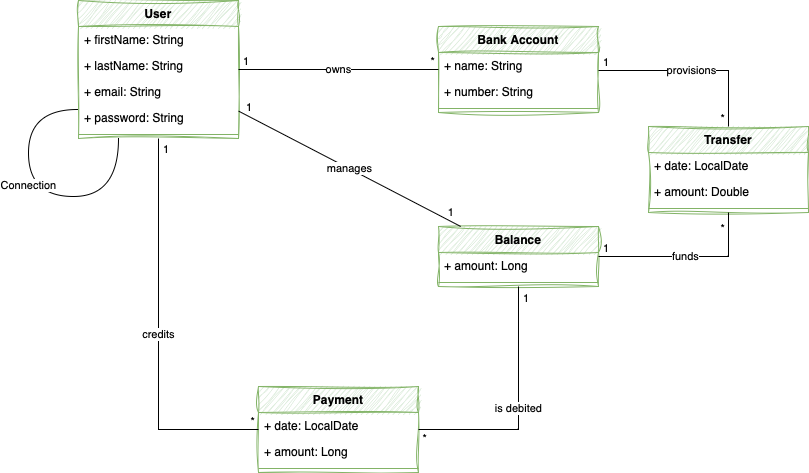 User
+ firstName: String
+ lastName: String
+ email: String
+ password: String
Connection
1
owns
*
Bank Account
+ name: String
+ number: String
1
provisions
*
Transfer
+ date: LocalDate
+ amount: Double
*
1
manages
1
Balance
+ amount: Long
1
funds
1
is debited
*
1
credits
*
Payment
+ date: LocalDate
+ amount: Long